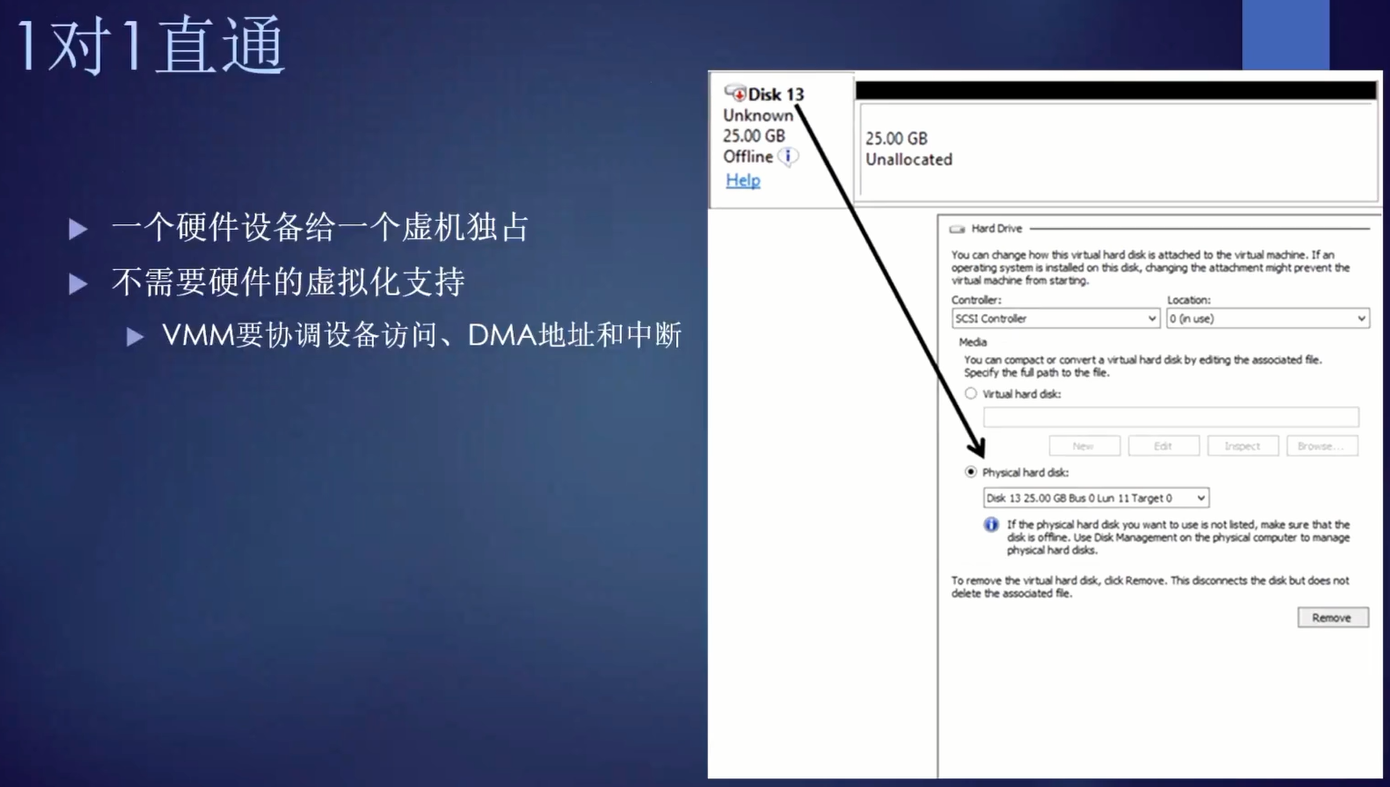 1对1直通
一个硬件设备给一个虚机独占
不需要硬件的虚拟化支持
VMM要协调设备访问、DMA地址和中断
Disk 13
Unknown
25.00 GB
Offline
Help
25.00 GB
Unallocated
Hard Drive
You can change how this virtual hard disk is attached to the virtual machine. If an
operating system is installed on this disk, changing the attachment might prevent the
virtual machine from starting.
Controller:
Location:
SCSI Controller
0 (in use)
Media
You can compact or convert a virtual hard disk by editing the associated file.
Specify the full path to the file.
Virtual hard disk:
New
Edit
Inspect
Browse...
Physical hard disk:
Disk 13 25.00 GB Bus 0 Lun 11 Target 0
If the physical hard disk you want to use is not listed, make sure that the
disk is offline. Use Disk Management on the physical computer to manage
physical hard disks.
To remove the virtual hard disk, click Remove. This disconnects the disk but does not
delete the associated file.
Remove